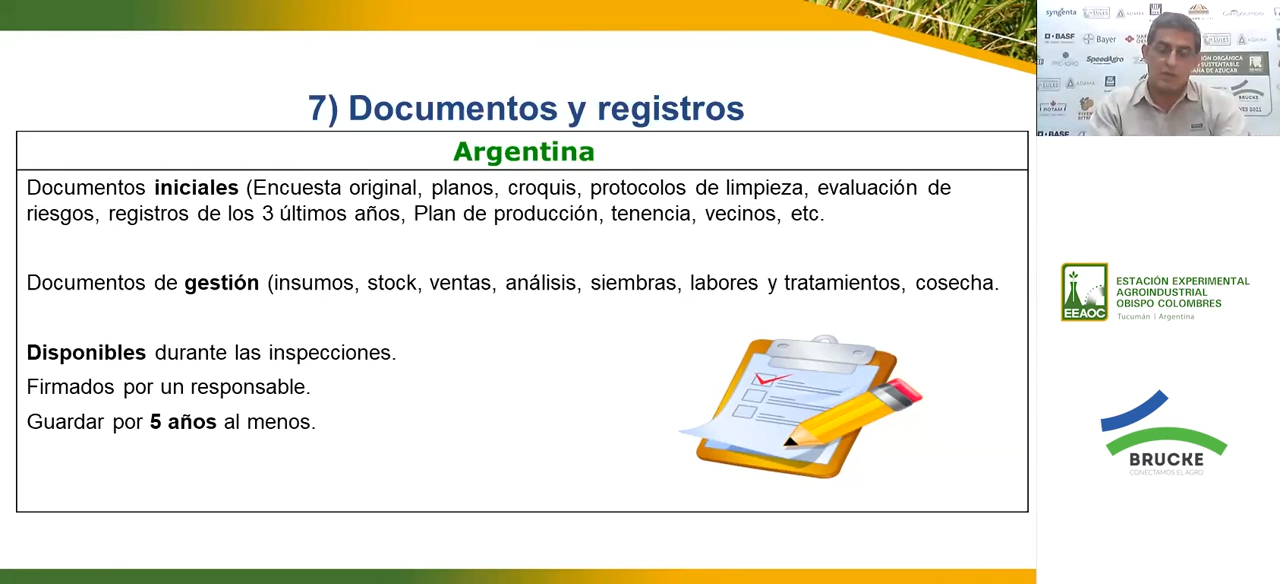 7) Documentos y registros
Argentina
Documentos iniciales (Encuesta original, planos, croquis, protocolos de limpieza, evaluación de
riesgos, registros de los 3 últimos años, Plan de producción, tenencia, vecinos, etc.
Documentos de gestión (insumos, stock, ventas, análisis, siembras, labores y tratamientos, cosecha.
Disponibles durante las inspecciones.
Firmados por un responsable.
Guardar por 5 años al menos.
syngenta
ADAMA
BASF
Bayer
SpeedAgro
ADAMA
BASF
BRUCKE
ESTACIÓN EXPERIMENTAL
AGROINDUSTRIAL
OBISPO COLOMBRES
EEAOC
Tucumán | Argentina
BRUCKE
CONECTAMOS EL AGRO